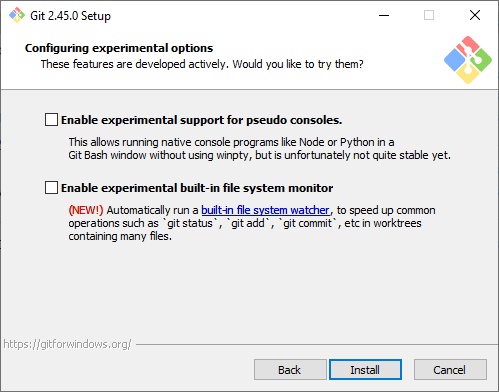 Git 2.45.0 Setup
Configuring experimental options
These features are developed actively. Would you like to try them?
Enable experimental support for pseudo consoles.
This allows running native console programs like Node or Python in a
Git Bash window without using winpty, but is unfortunately not quite stable yet.
Enable experimental built-in file system monitor
(NEW!) Automatically run a built-in file system watcher, to speed up common
operations such as `git status`, `git add`, `git commit`, etc in worktrees
containing many files.
https://gitforwindows.org/
Back
Install
Cancel